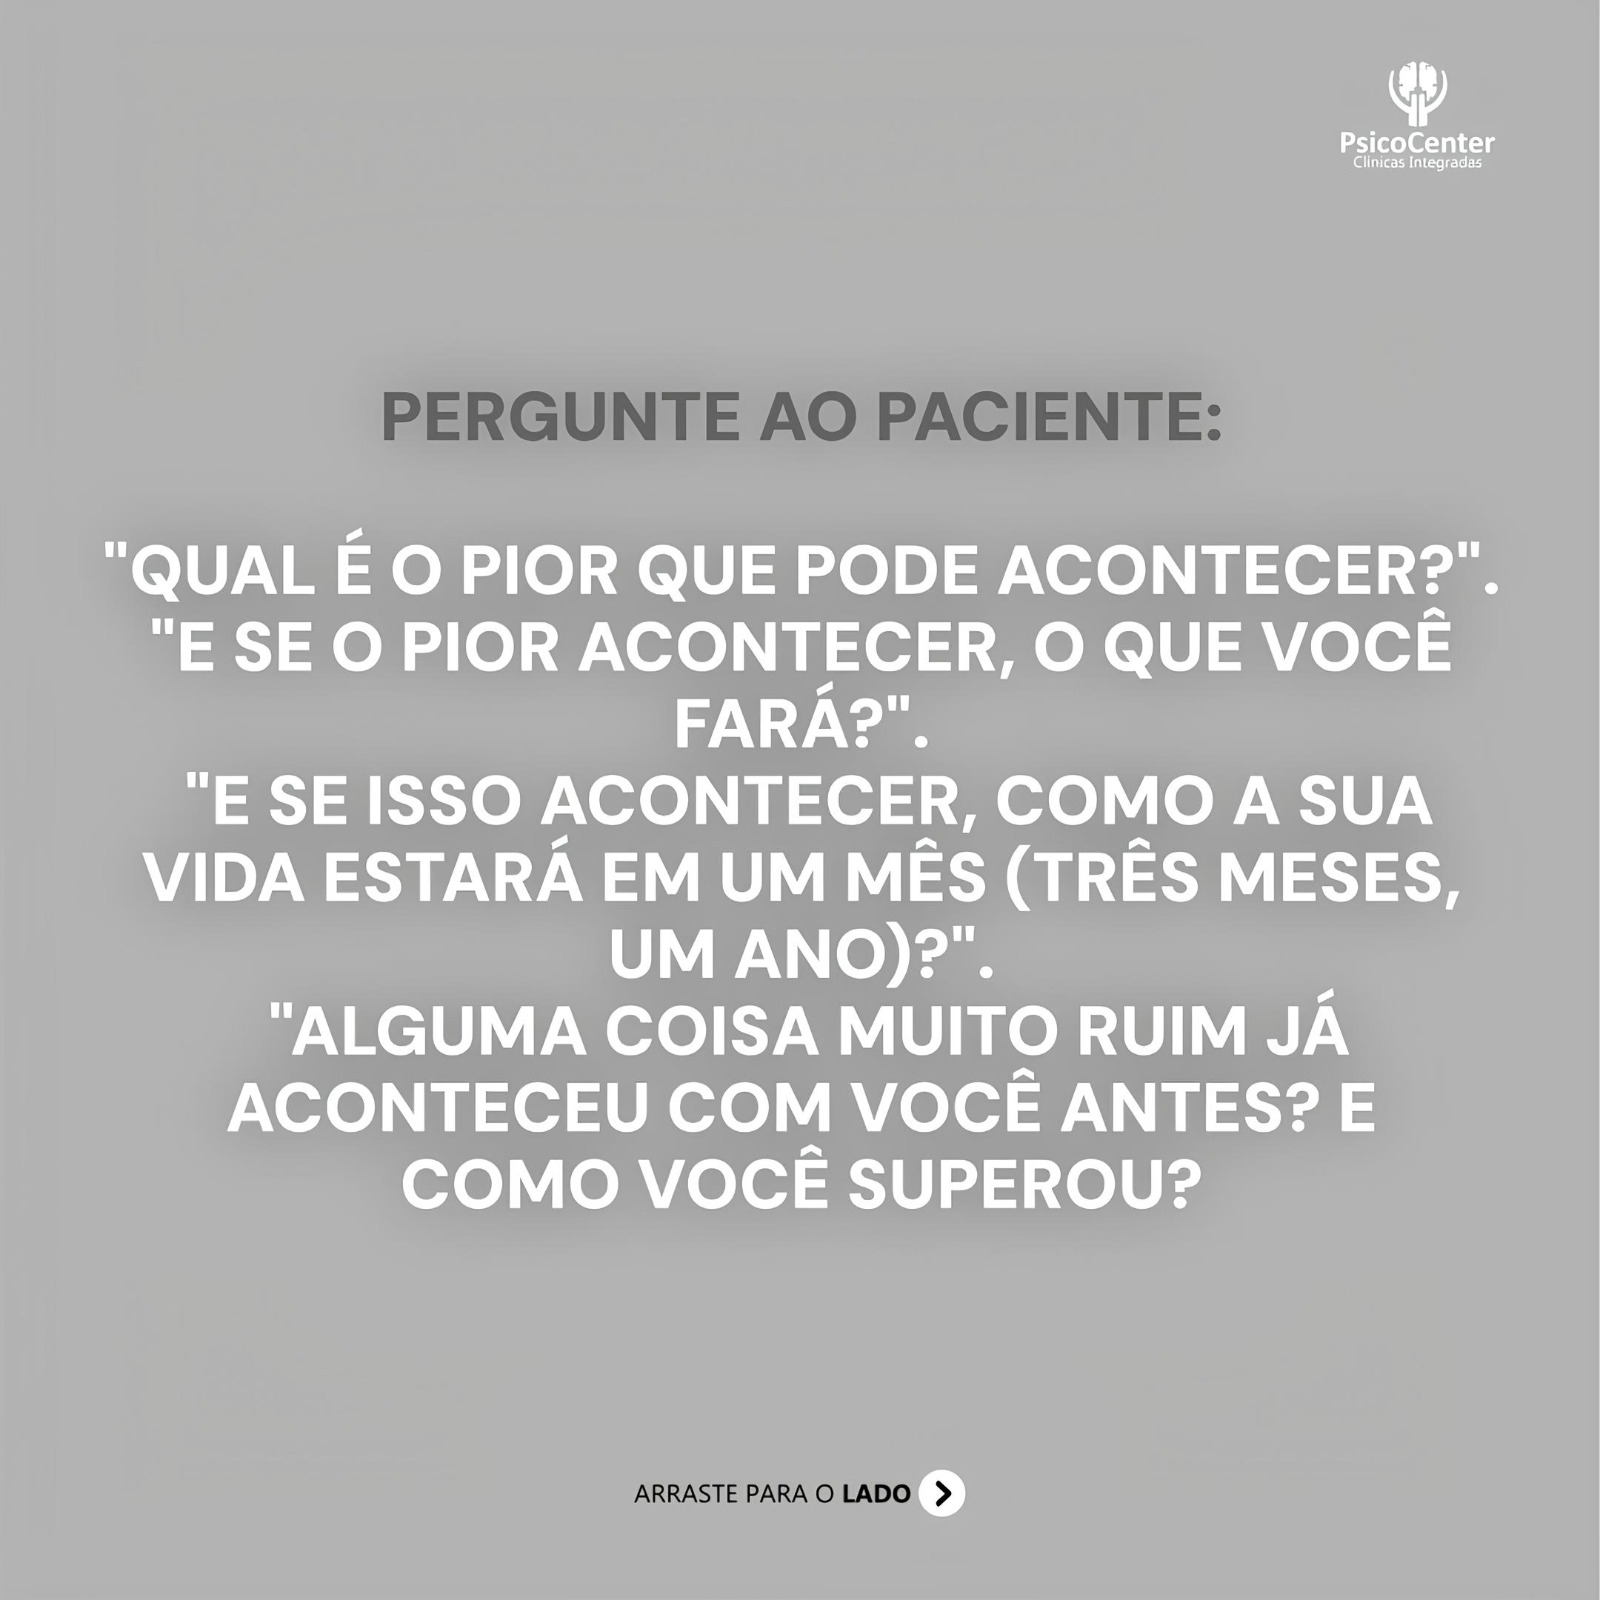 PsicoCenter
Clínicas Integradas
PERGUNTE AO PACIENTE:
"QUAL É O PIOR QUE PODE ACONTECER?".
"E SE O PIOR ACONTECER, O QUE VOCÊ
FARÁ?".
"E SE ISSO ACONTECER, COMO A SUA
VIDA ESTARÁ EM UM MÊS (TRÊS MESES,
UM ANO)?".
"ALGUMA COISA MUITO RUIM JÁ
ACONTECEU COM VOCÊ ANTES? E
COMO VOCÊ SUPEROU?
ARRASTE PARA O LADO